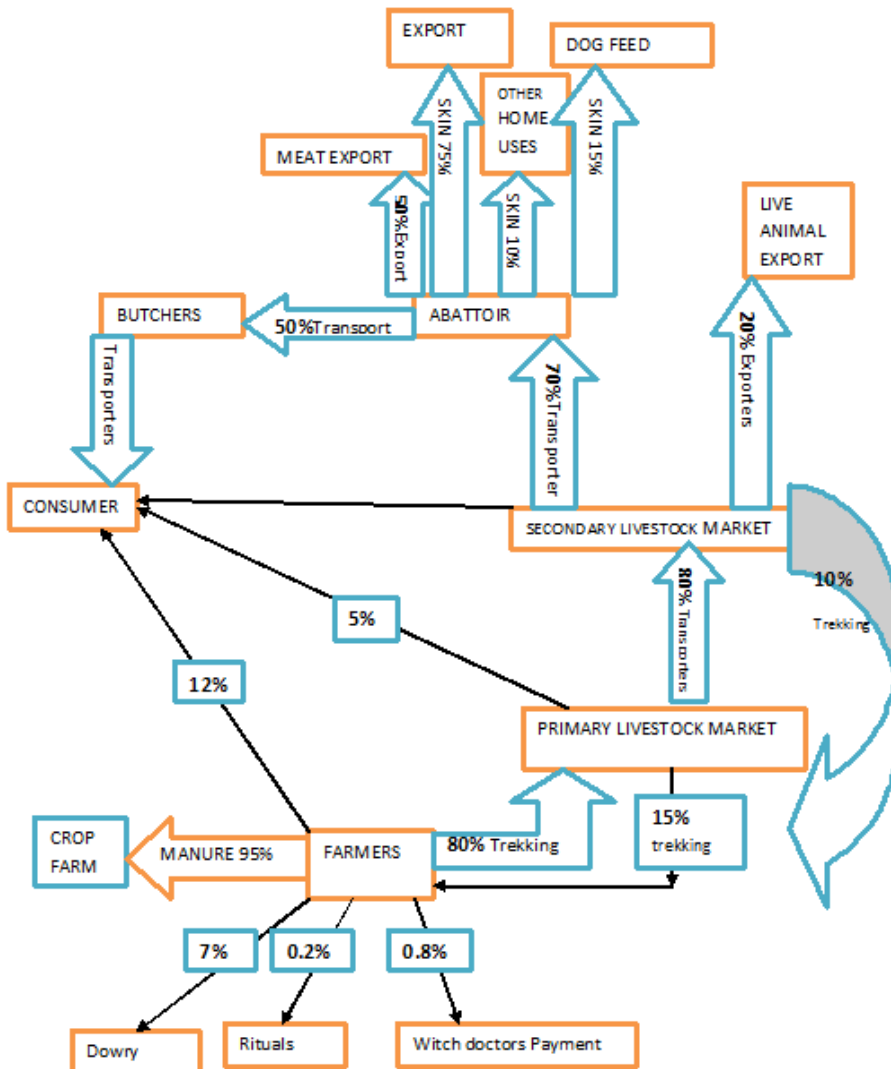 EXPORT
DOG FEED
OTHER
HOME
USES
SKIN 75%
SKIN 15%
MEAT EXPORT
50%Export
SKIN 10%
LIVE
ANIMAL
EXPORT
BUTCHERS
50%Transport
ABATTOIR
Transporters
70%Transporter
20% Exporters
CONSUMER
SECONDARY LIVESTOCK MARKET
10%
Trekking
80% Transporters
5%
12%
PRIMARY LIVESTOCK MARKET
CROP
FARM
MANURE 95%
FARMERS
80% Trekking
15%
trekking
7%
0.2%
0.8%
Dowry
Rituals
Witch doctors Payment